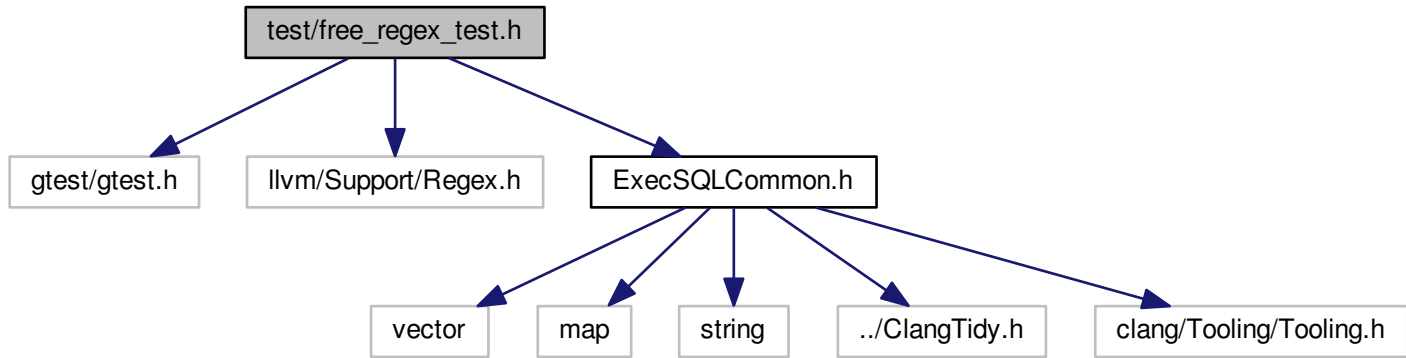 test/free_regex_test.h
gtest/gtest.h
llvm/Support/Regex.h
ExecSQLCommon.h
vector
map
string
../ClangTidy.h
clang/Tooling/Tooling.h